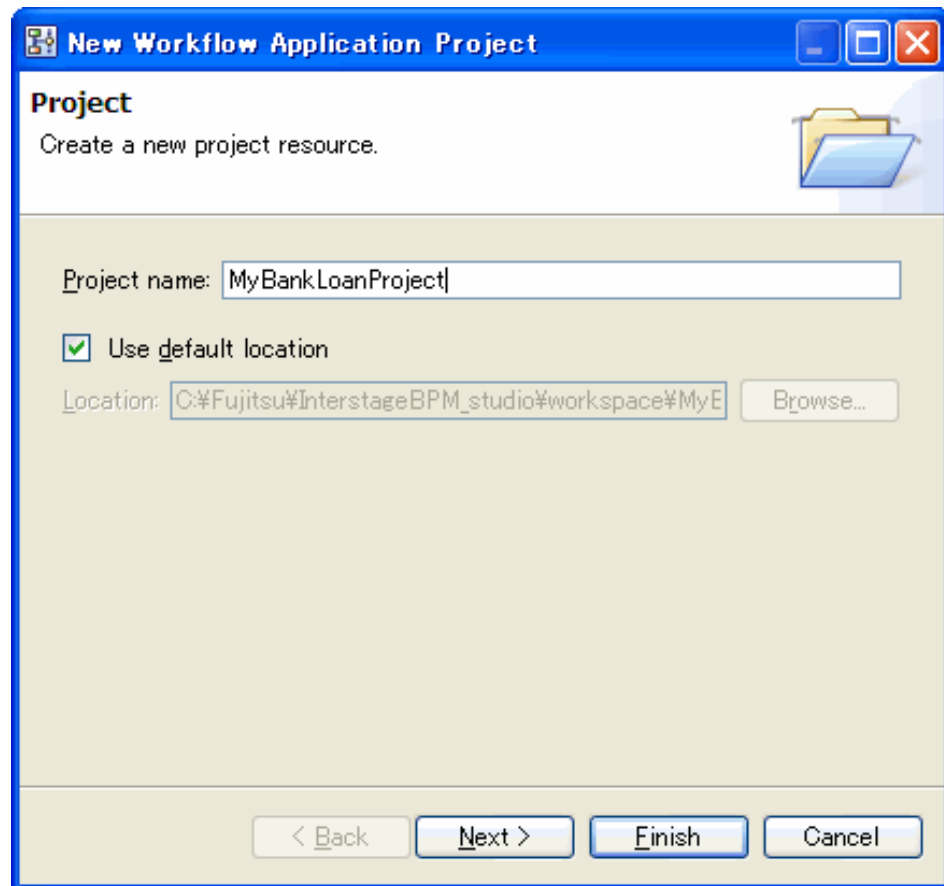 New Workflow Application Project
Project
Create a new project resource.
Project name: MyBankLoanProject
Use default location
Location: C:¥Fujitsu¥InterstageBPM_studio¥workspace¥MyB Browse...
< Back Next > Finish Cancel